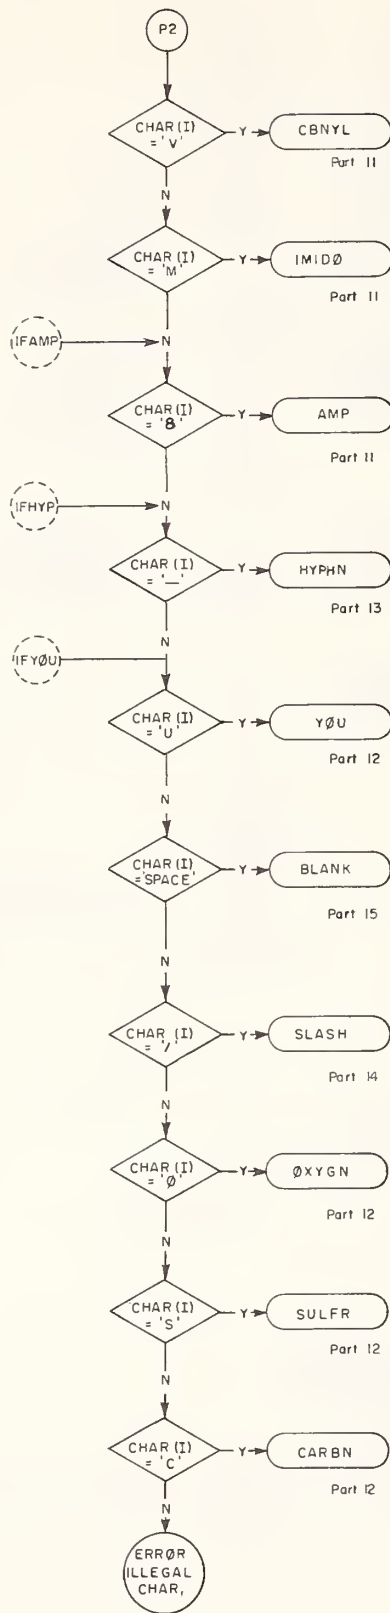 P2
CHAR(I)
= 'V'
Y
CBNYL
Part 11
N
CHAR(I)
= 'M'
Y
IMIDØ
Part 11
IFAMP
N
CHAR(I)
= '8'
Y
AMP
Part 11
IFHYP
N
CHAR(I)
= '—'
Y
HYPHN
Part 13
N
IFYØU
CHAR(I)
= 'U'
Y
YØU
Part 12
N
CHAR(I)
='SPACE'
Y
BLANK
Part 15
N
CHAR(I)
= '/'
Y
SLASH
Part 14
N
CHAR(I)
= 'Ø'
Y
ØXYGN
Part 12
N
CHAR(I)
= 'S'
Y
SULFR
Part 12
N
CHAR(I)
= 'C'
Y
CARBN
Part 12
N
ERRØR
ILLEGAL
CHAR,